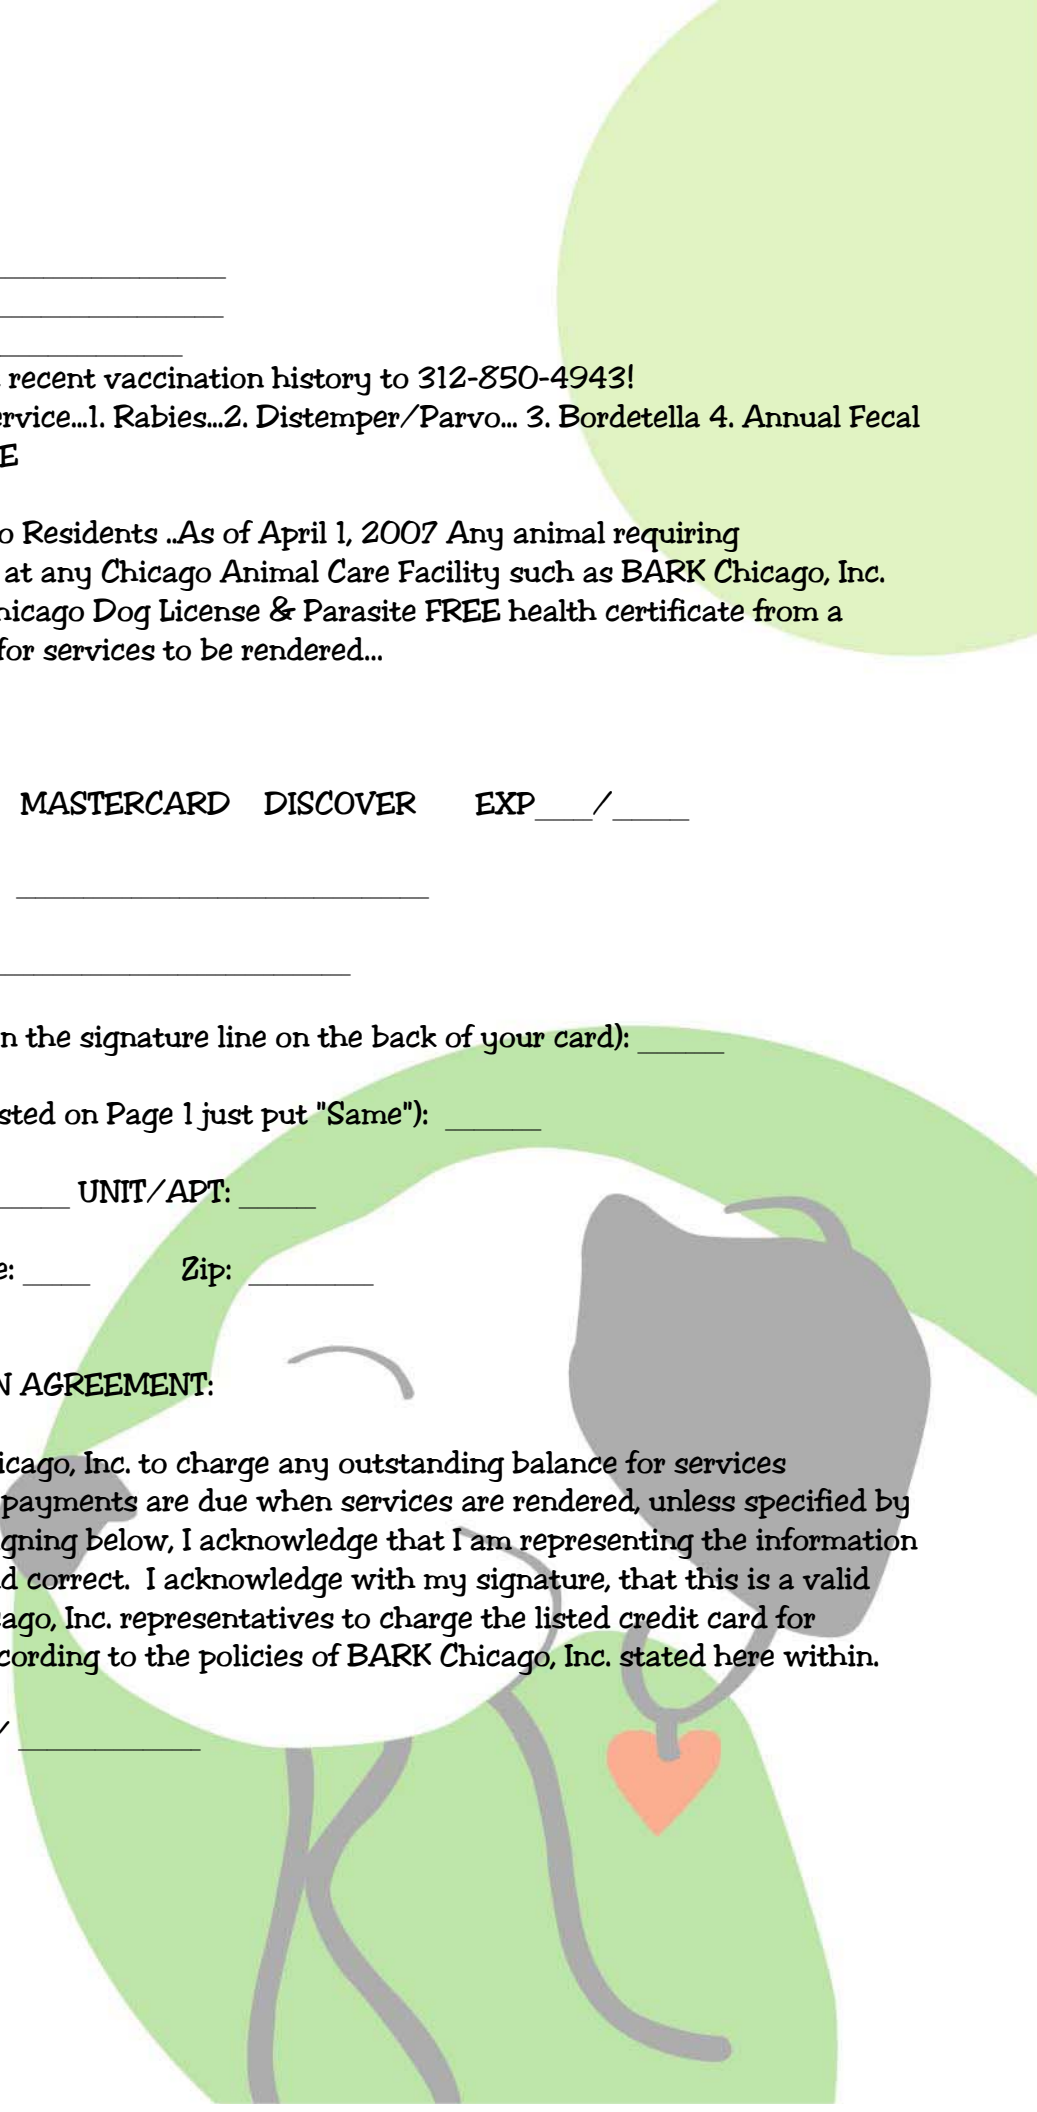 recent vaccination history to 312-850-4943!
ervice...1. Rabies...2. Distemper/Parvo... 3. Bordetella 4. Annual Fecal
E
o Residents ..As of April 1, 2007 Any animal requiring
at any Chicago Animal Care Facility such as BARK Chicago, Inc.
hicago Dog License & Parasite FREE health certificate from a
for services to be rendered...
MASTERCARD DISCOVER EXP___/____
n the signature line on the back of your card): _____
sted on Page 1 just put "Same"): _____
____ UNIT/APT: ____
e: ____ Zip: ______
N AGREEMENT:
icago, Inc. to charge any outstanding balance for services
payments are due when services are rendered, unless specified by
gning below, I acknowledge that I am representing the information
d correct. I acknowledge with my signature, that this is a valid
ago, Inc. representatives to charge the listed credit card for
cording to the policies of BARK Chicago, Inc. stated here within.
/ __________